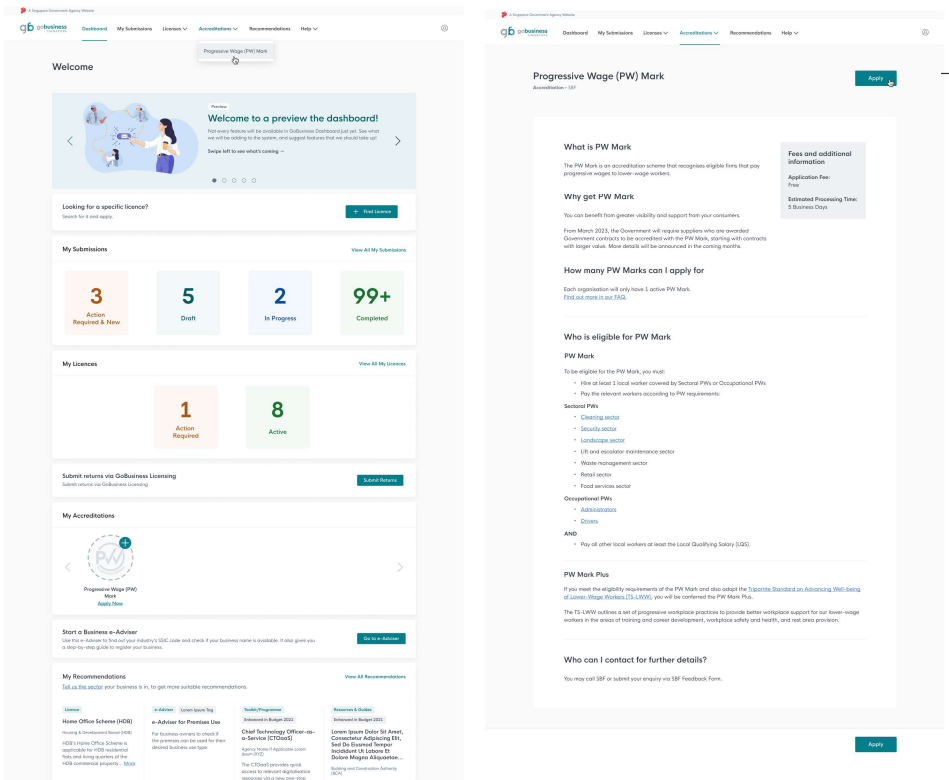 A Singapore Government Agency Website
gobusiness
LICENSING
Dashboard
My Submissions
Licenses
Accreditations
Recommendations
Help
Progressive Wage (PW) Mark
Welcome
Preview
Welcome to a preview the dashboard!
Not every feature will be available in GoBusiness Dashboard just yet. See what
we will be adding to the system, and suggest features that we should take up!
Swipe left to see what's coming →
Looking for a specific licence?
Search for it and apply.
+ Find Licence
My Submissions
View All My Submissions
3
Action
Required & New
5
Draft
2
In Progress
99+
Completed
My Licences
View All My Licences
1
Action
Required
8
Active
Submit returns via GoBusiness Licensing
Submit returns via GoBusiness Licensing
Submit Returns
My Accreditations
PW
Progressive Wage (PW)
Mark
Apply Now
Start a Business e-Adviser
Use this e-Adviser to find out your industry's SSIC code and check if your business name is available. It also gives you
a step-by-step guide to register your business.
Go to e-Adviser
My Recommendations
View All Recommendations
Tell us the sector your business is in, to get more suitable recommendations.
Licence
Home Office Scheme (HDB)
Housing & Development Board (HDB)
HDB's Home Office Scheme is
applicable for HDB residential
flats and living quarters of the
HDB commercial property... More
e-Adviser
Lorem Ipsum Tag
e-Adviser for Premises Use
For business owners to check if
the premises can be used for their
desired business use type.
Toolkit/Programme
Enhanced in Budget 2021
Chief Technology Officer-as-
a-Service (CTOaaS)
Agency Name If Applicable Lorem
Ipsum (XYZ)
The CTOaaS provides quick
access to relevant digitalisation
resources via a new one-stop
Resources & Guides
Enhanced in Budget 2021
Lorem Ipsum Dolor Sit Amet,
Consectetur Adipiscing Elit,
Sed Do Eiusmod Tempor
Incididunt Ut Labore Et
Dolore Magna Aliquaetae...
Building and Construction Authority
(BCA)
A Singapore Government Agency Website
gobusiness
LICENSING
Dashboard
My Submissions
Licenses
Accreditations
Recommendations
Help
Progressive Wage (PW) Mark
Accreditation - SBF
Apply
What is PW Mark
The PW Mark is an accreditation scheme that recognises eligible firms that pay
progressive wages to lower-wage workers.
Why get PW Mark
You can benefit from greater visibility and support from your consumers.
From March 2023, the Government will require suppliers who are awarded
Government contracts to be accredited with the PW Mark, starting with contracts
with larger value. More details will be announced in the coming months.
How many PW Marks can I apply for
Each organisation will only have 1 active PW Mark.
Find out more in our FAQ.
Fees and additional
information
Application Fee:
Free
Estimated Processing Time:
5 Business Days
Who is eligible for PW Mark
PW Mark
To be eligible for the PW Mark, you must:
• Hire at least 1 local worker covered by Sectoral PWs or Occupational PWs
• Pay the relevant workers according to PW requirements:
Sectoral PWs
• Cleaning sector
• Security sector
• Landscape sector
• Lift and escalator maintenance sector
• Waste management sector
• Retail sector
• Food services sector
Occupational PWs
• Administrators
• Drivers
AND
• Pay all other local workers at least the Local Qualifying Salary (LQS).
PW Mark Plus
If you meet the eligibility requirements of the PW Mark and also adopt the Tripartite Standard on Advancing Well-being
of Lower-Wage Workers (TS-LWW), you will be conferred the PW Mark Plus.
The TS-LWW outlines a set of progressive workplace practices to provide better workplace support for our lower-wage
workers in the areas of training and career development, workplace safety and health, and rest area provision.
Who can I contact for further details?
You may call SBF or submit your enquiry via SBF Feedback Form.
Apply